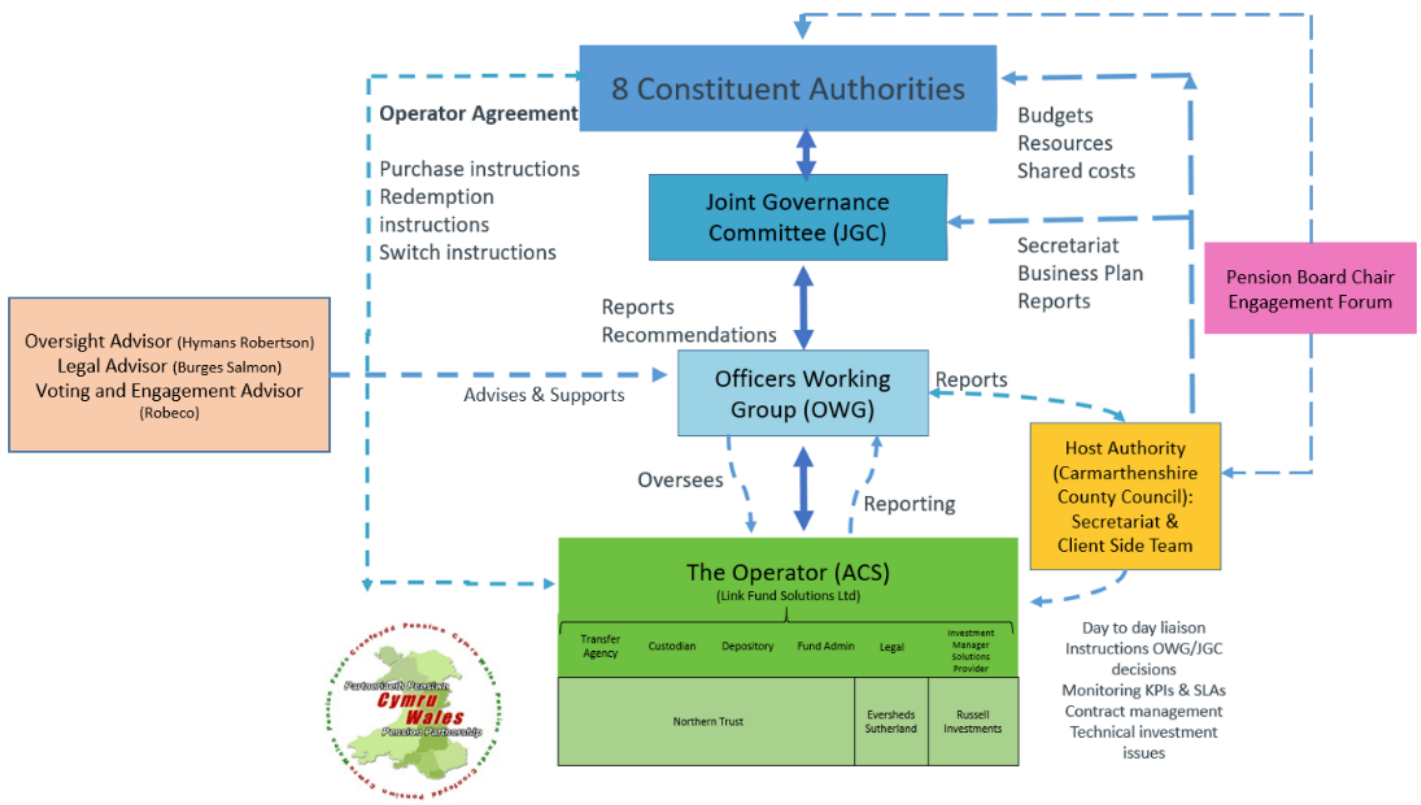 8 Constituent Authorities
Operator Agreement
Purchase instructions
Redemption
instructions
Switch instructions
Budgets
Resources
Shared costs
Joint Governance
Committee (JGC)
Secretariat
Business Plan
Reports
Pension Board Chair
Engagement Forum
Oversight Advisor (Hymans Robertson)
Legal Advisor (Burges Salmon)
Voting and Engagement Advisor
(Robeco)
Advises & Supports
Reports
Recommendations
Officers Working
Group (OWG)
Reports
Host Authority
(Carmarthenshire
County Council):
Secretariat &
Client Side Team
Oversees
Reporting
The Operator (ACS)
(Link Fund Solutions Ltd)
Transfer
Agency
Custodian
Depository
Fund Admin
Legal
Investment
Manager
Solutions
Provider
Northern Trust
Eversheds
Sutherland
Russell
Investments
Day to day liaison
Instructions OWG/JGC
decisions
Monitoring KPIs & SLAs
Contract management
Technical investment
issues
Partneriaeth Pensiwn
Cymru
Wales
Pension Partnership